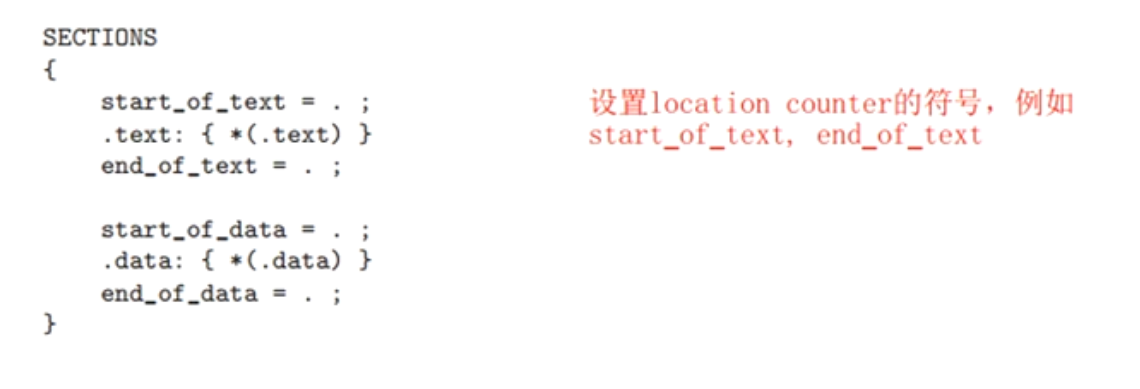 SECTIONS
{
start_of_text = . ;
.text: { *(.text) }
end_of_text = . ;
start_of_data = . ;
.data: { *(.data) }
end_of_data = . ;
}
设置location counter的符号，例如
start_of_text, end_of_text